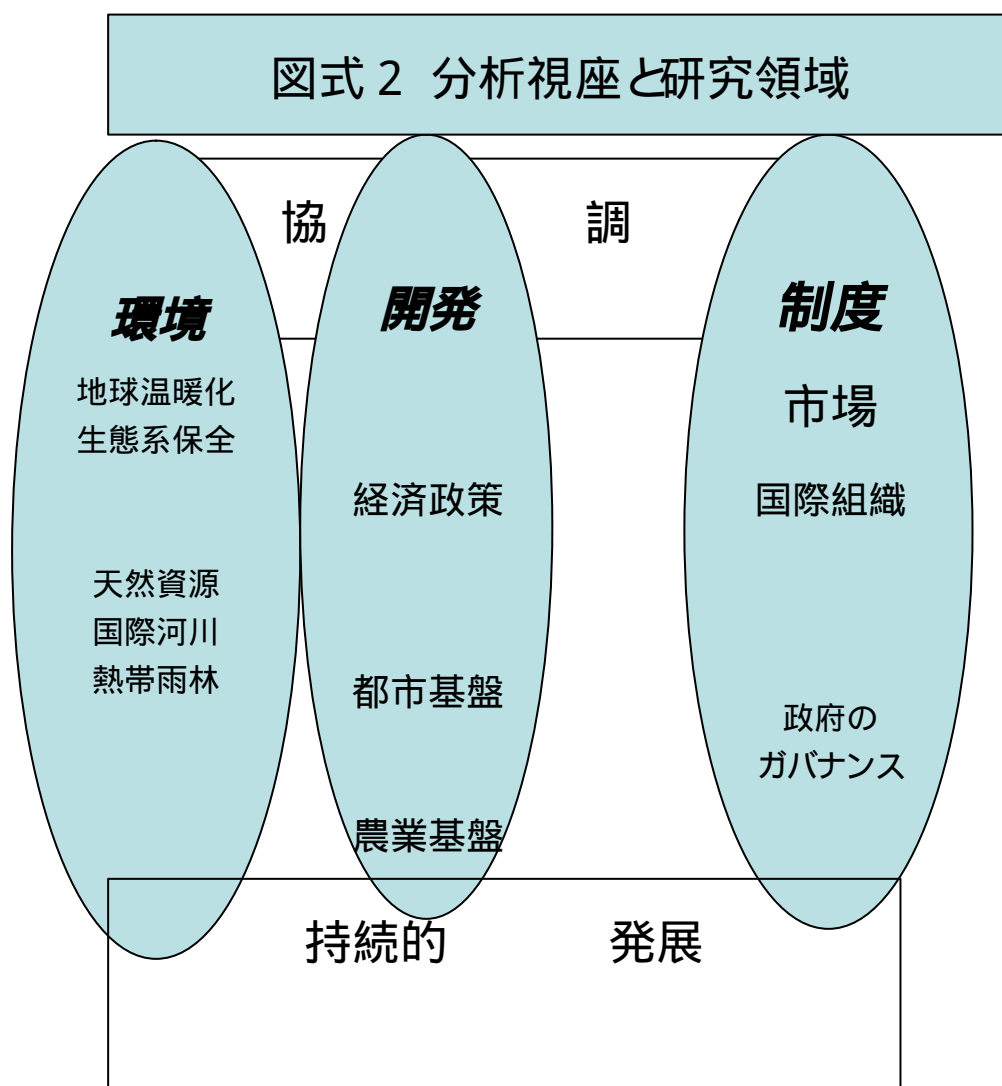 図式２ 分析視座と研究領域
協 調
環境
地球温暖化
生態系保全
天然資源
国際河川
熱帯雨林
開発
経済政策
都市基盤
農業基盤
制度
市場
国際組織
政府の
ガバナンス
持続的 発展